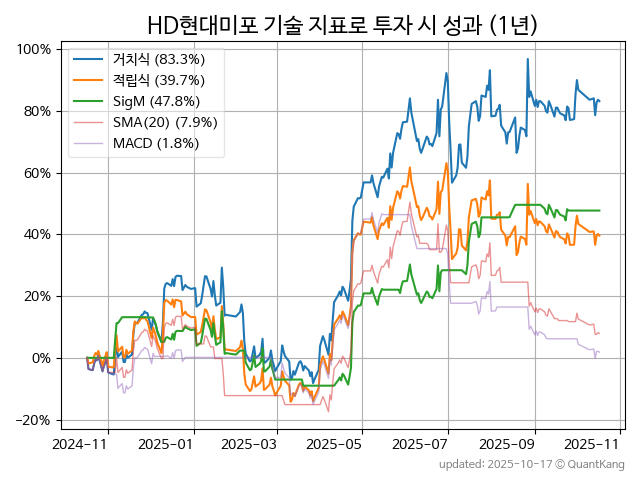 HD현대미포 기술 지표로 투자 시 성과 (1년)
100%
80%
60%
40%
20%
0%
−20%
거치식 (83.3%)
적립식 (39.7%)
SigM (47.8%)
SMA(20) (7.9%)
MACD (1.8%)
2024-11
2025-01
2025-03
2025-05
2025-07
2025-09
2025-11
updated: 2025-10-17 © QuantKang